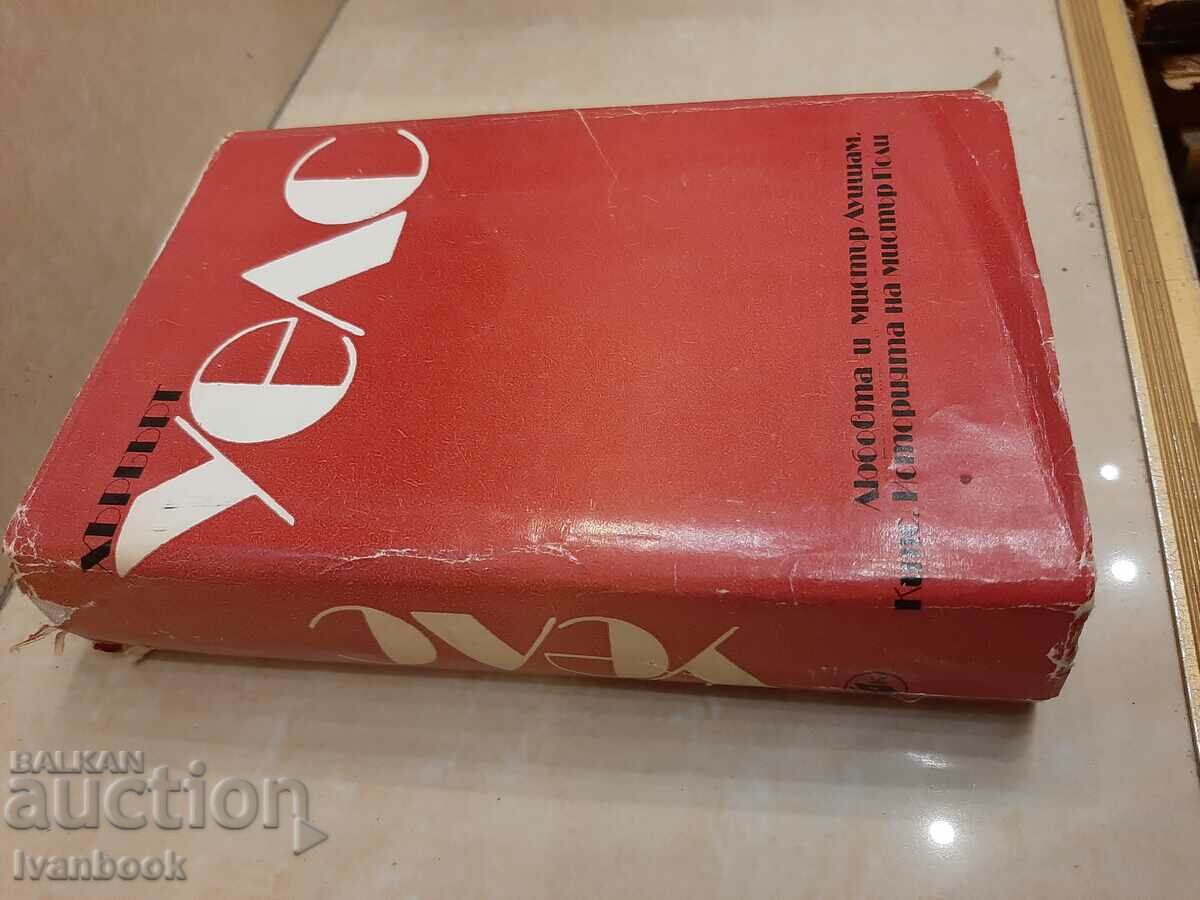 ХЪРБЪРТ
УЕЛС
Любовта и мистър Луишам.
Кипс. Историята на мистър Поли
УЕЛС
BALKAN
auction
Ivanbook